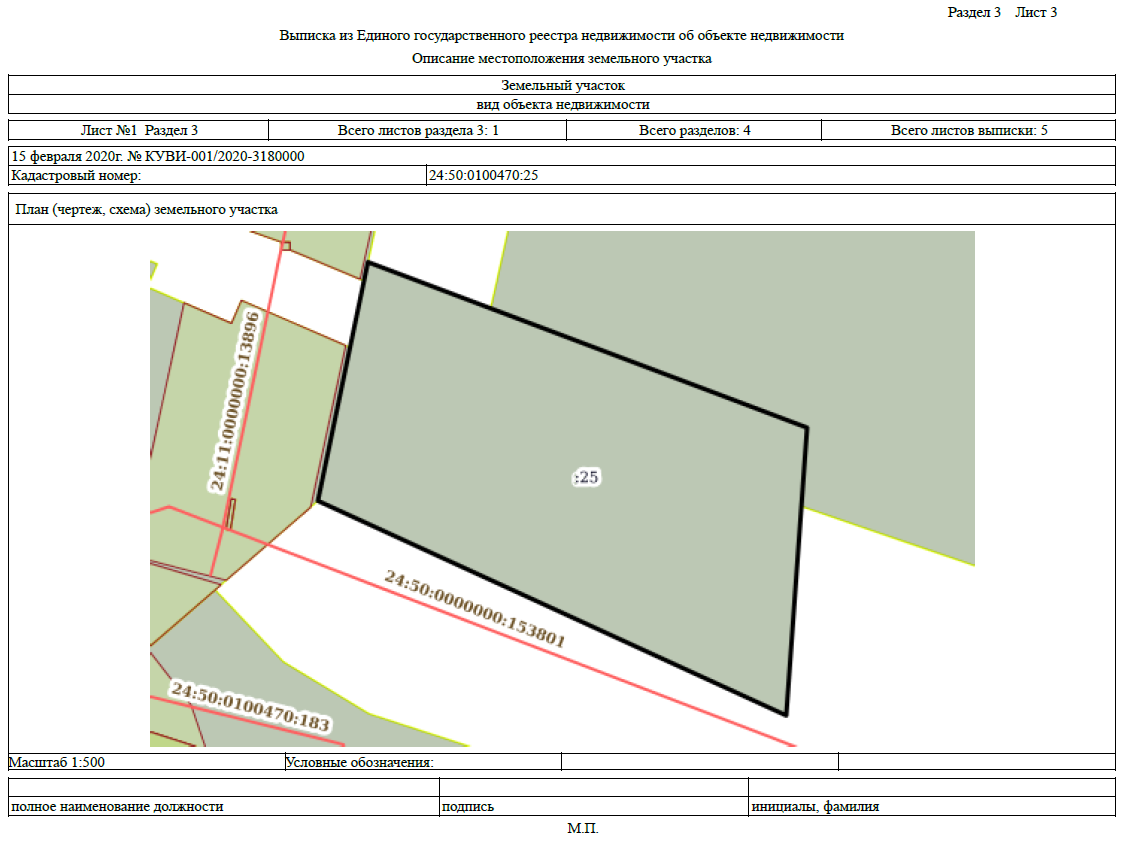 Раздел 3 Лист 3
Выписка из Единого государственного реестра недвижимости об объекте недвижимости
Описание местоположения земельного участка
Земельный участок
вид объекта недвижимости
Лист №1 Раздел 3 Всего листов раздела 3: 1 Всего разделов: 4 Всего листов выписки: 5
15 февраля 2020г. № КУВИ-001/2020-3180000
Кадастровый номер: 24:50:0100470:25
План (чертеж, схема) земельного участка
24:11:0000000:13896
:25
24:50:0000000:153801
24:50:0100470:183
Масштаб 1:500 Условные обозначения:
полное наименование должности подпись инициалы, фамилия
М.П.